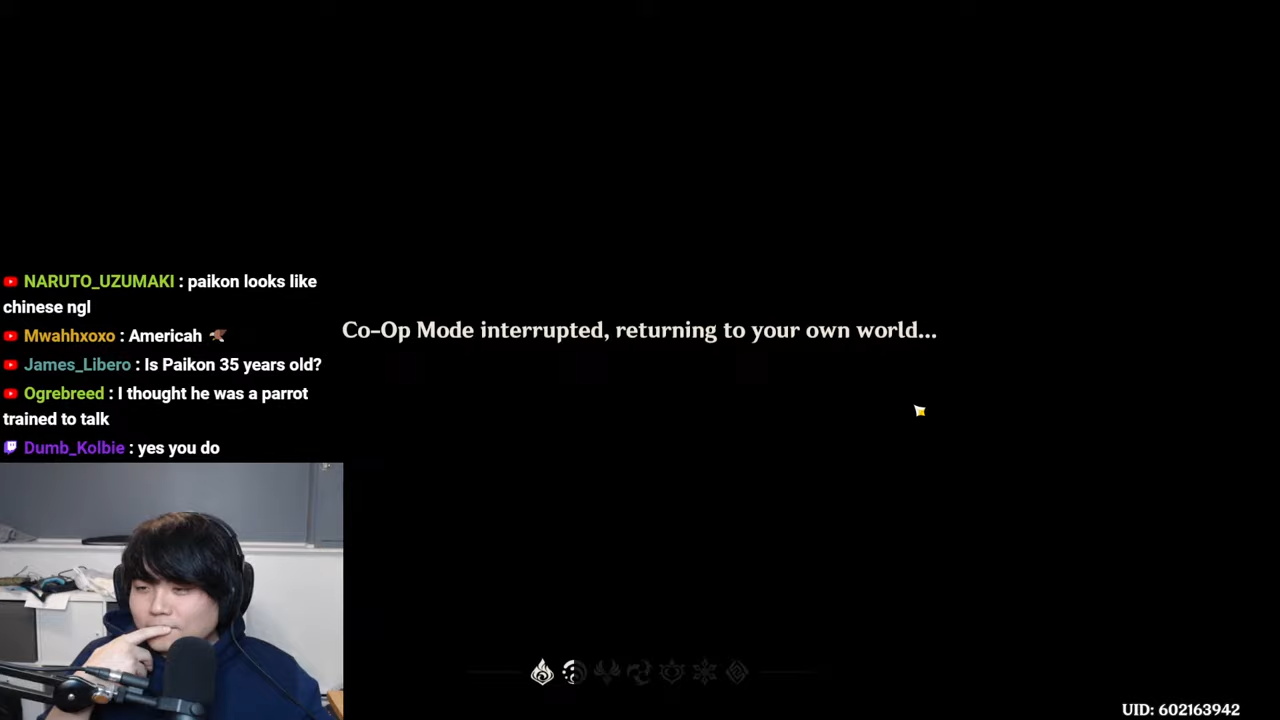 NARUTO_UZUMAKI : paikon looks like
chinese ngl
Mwahhxoxo : Americah
James_Libero : Is Paikon 35 years old?
Ogrebreed : I thought he was a parrot
trained to talk
Dumb_Kolbie : yes you do
Co-Op Mode interrupted, returning to your own world...
UID: 602163942